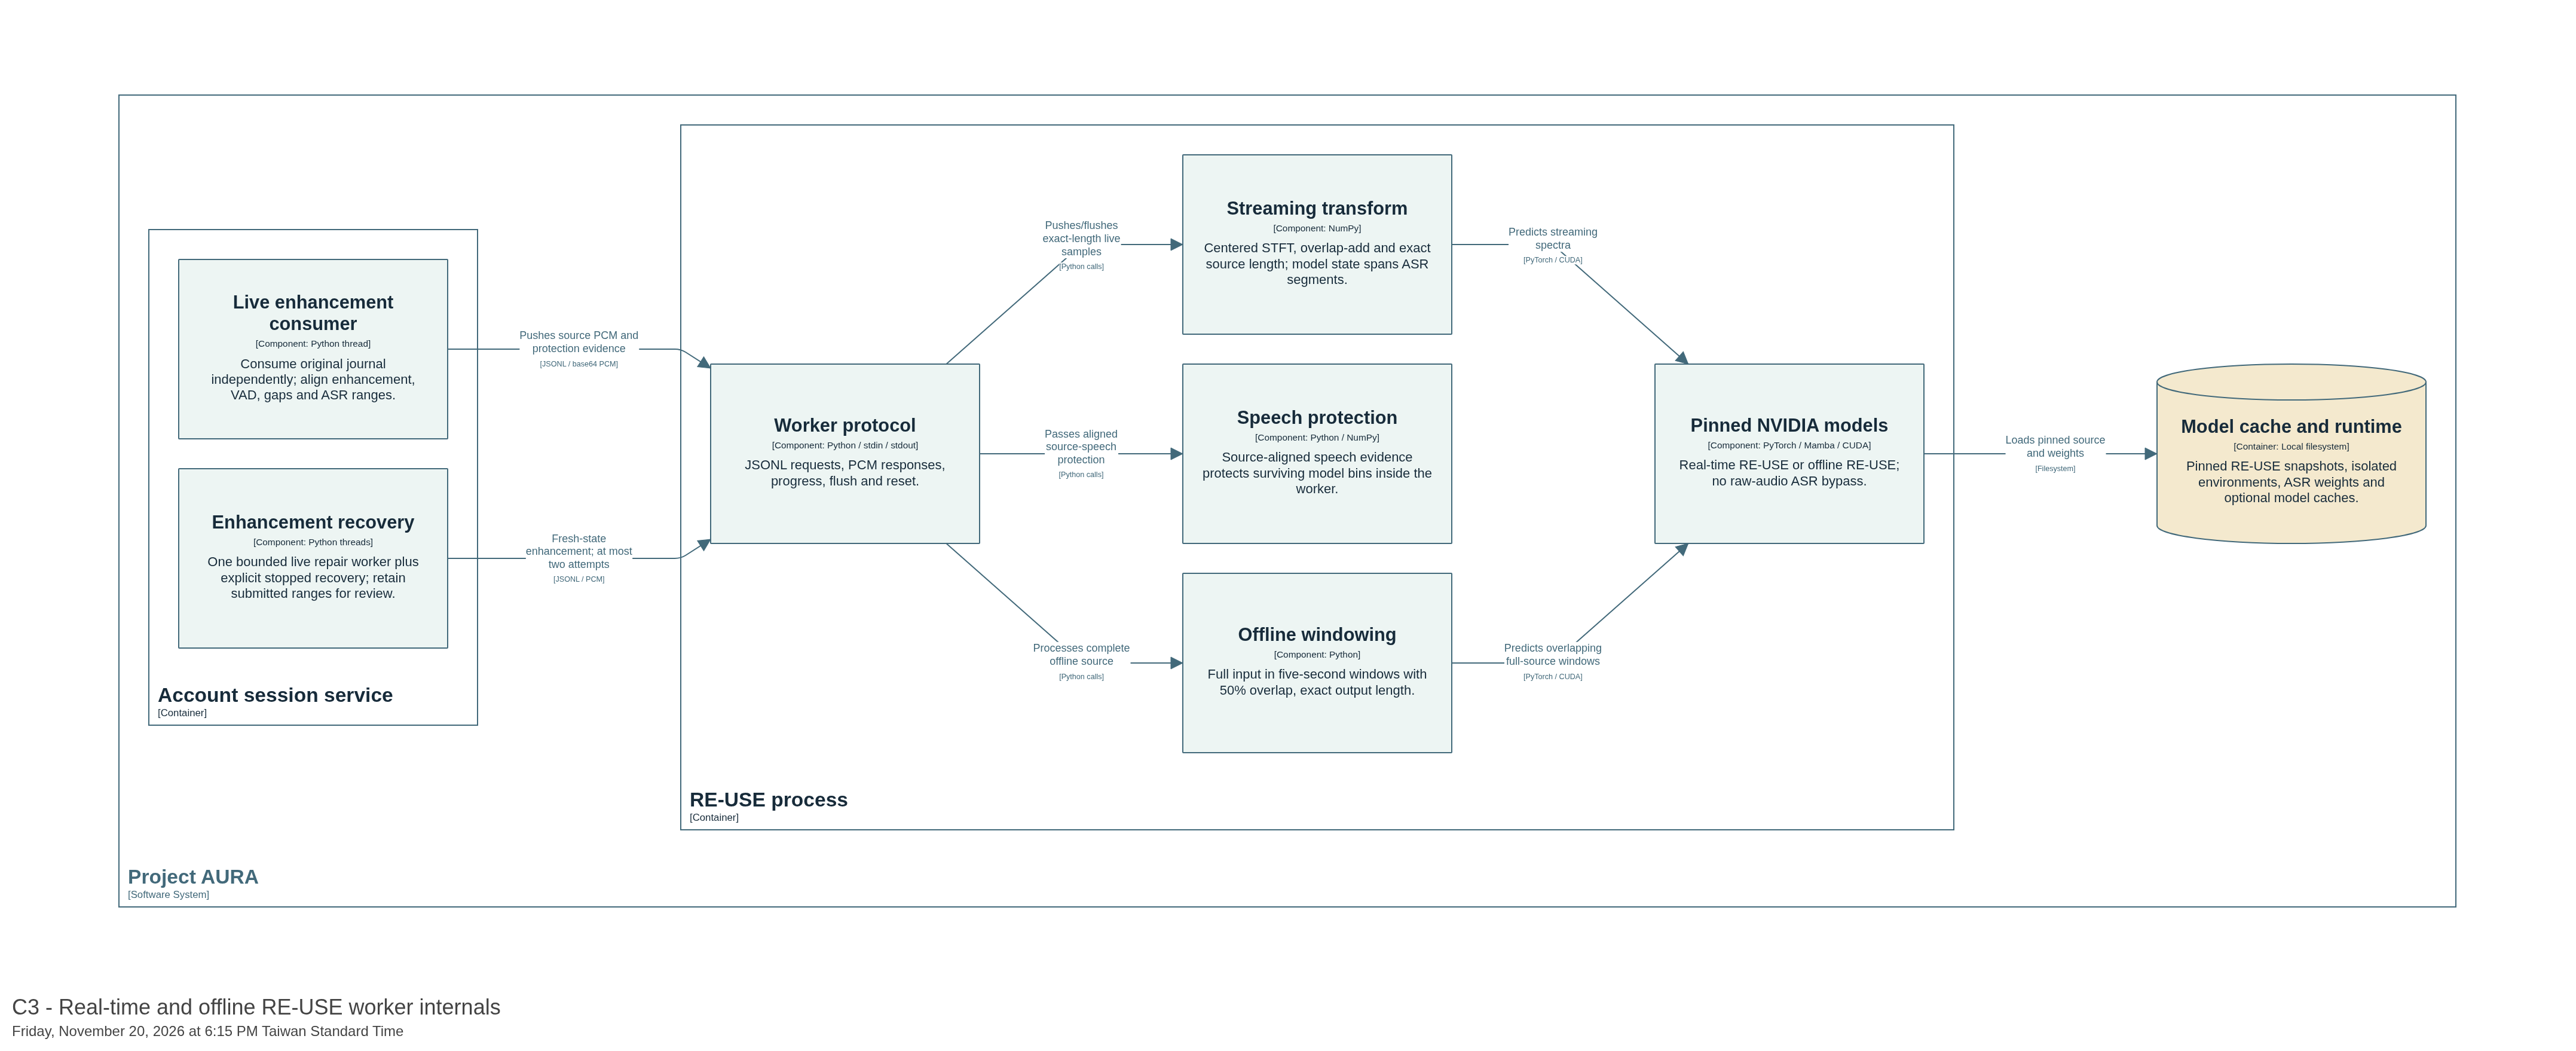 Live enhancement
consumer
[Component: Python thread]
Consume original journal
independently; align enhancement,
VAD, gaps and ASR ranges.
Enhancement recovery
[Component: Python threads]
One bounded live repair worker plus
explicit stopped recovery; retain
submitted ranges for review.
Account session service
[Container]
Pushes source PCM and
protection evidence
[JSONL / base64 PCM]
Fresh-state
enhancement; at most
two attempts
[JSONL / PCM]
Worker protocol
[Component: Python / stdin / stdout]
JSONL requests, PCM responses,
progress, flush and reset.
Pushes/flushes
exact-length live
samples
[Python calls]
Passes aligned
source-speech
protection
[Python calls]
Processes complete
offline source
[Python calls]
Streaming transform
[Component: NumPy]
Centered STFT, overlap-add and exact
source length; model state spans ASR
segments.
Speech protection
[Component: Python / NumPy]
Source-aligned speech evidence
protects surviving model bins inside the
worker.
Offline windowing
[Component: Python]
Full input in five-second windows with
50% overlap, exact output length.
Predicts streaming
spectra
[PyTorch / CUDA]
Predicts overlapping
full-source windows
[PyTorch / CUDA]
Pinned NVIDIA models
[Component: PyTorch / Mamba / CUDA]
Real-time RE-USE or offline RE-USE;
no raw-audio ASR bypass.
RE-USE process
[Container]
Loads pinned source
and weights
[Filesystem]
Model cache and runtime
[Container: Local filesystem]
Pinned RE-USE snapshots, isolated
environments, ASR weights and
optional model caches.
Project AURA
[Software System]
C3 - Real-time and offline RE-USE worker internals
Friday, November 20, 2026 at 6:15 PM Taiwan Standard Time